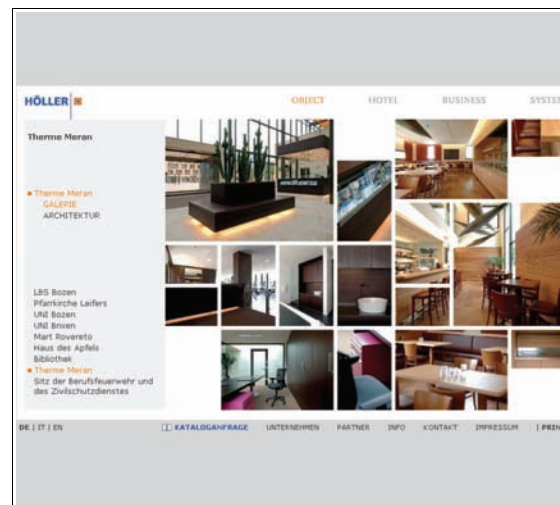 HÖLLER
OBJECT HOTEL BUSINESS SYSTEM
Therme Meran
Therme Meran
GALERIE
ARCHITEKTUR
LBS Bozen
Pfarrkirche Leifers
UNI Bozen
UNI Brixen
Mart Rovereto
Haus des Apfels
Bibliothek
Therme Meran
Sitz der Berufsfeuerwehr und
des Zivilschutzdienstes
DE | IT | EN KATALOGANFRAGE UNTERNEHMEN PARTNER INFO KONTAKT IMPRESSUM | PRIN